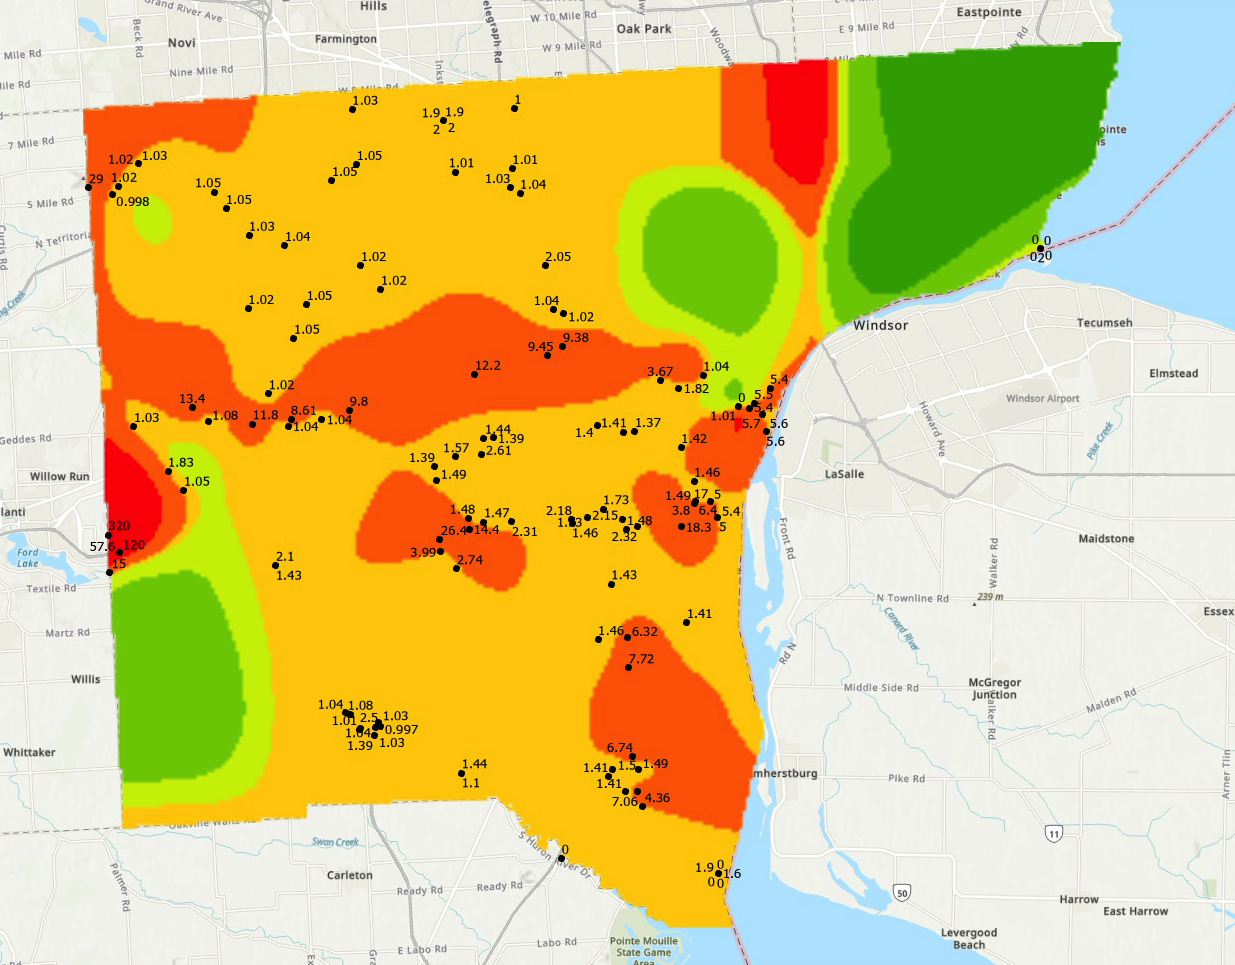 Grand River Ave
Hills
Telegraph Rd
W 10 Mile Rd
Oak Park
Eastpointe
Beck Rd
Novi
Farmington
W 9 Mile Rd
E 9 Mile Rd
Mile Rd
Nine Mile Rd
7 Mile Rd
5 Mile Rd
N Territorial
Curtis Rd
1.03
1.9 1.9
2 2
1
1.02 1.03
29 1.02
0.998
1.05
1.05
1.01
1.01
1.03
1.04
1.05
1.05
1.03
1.04
1.02
2.05
0 0
020
1.02
1.02
1.05
1.04
1.02
1.05
Windsor
Tecumseh
9.45
9.38
12.2
3.67
1.04
1.82
5.4
Elmstead
Windsor Airport
Howard Ave
Pike Creek
1.02
13.4
1.03
1.08
11.8
8.61
1.04
9.8
1.04
0
5.5
5.4
1.01
5.7
5.6
5.6
Geddes Rd
1.44
1.39
1.4
1.41
1.37
1.42
1.57
2.61
1.39
1.49
1.46
LaSalle
Willow Run
1.83
1.05
lanti
320
57.6
120
15
Ford
Lake
1.48
1.47
26.4
14.4
2.31
3.99
2.74
2.18
1.46
2.15
1.73
1.48
2.32
1.49
17
5
3.8
6.4
5.4
18.3
5
Front Rd
Maidstone
Walker Rd
2.1
1.43
1.43
Textile Rd
N Townline Rd
239 m
Essex
Martz Rd
1.41
1.46
6.32
7.72
Canard River
Rd N
Willis
Middle Side Rd
McGregor
Junction
Walker Rd
Malden Rd
1.04
1.08
1.01
2.5
1.03
0.997
1.04
1.39
1.03
Whittaker
6.74
1.41
1.5
1.49
1.41
7.06
4.36
1.44
1.1
mherstburg
Pike Rd
Arner Tlin
Oakville Waltz Rd
Swan Creek
S Huron River Dr
11
0
1.9
0
1.6
0
0
Carleton
Palmer Rd
Ready Rd
Ready Rd
50
Harrow
East Harrow
Levergood
Beach
E Labo Rd
Labo Rd
Pointe Mouille
State Game
Area